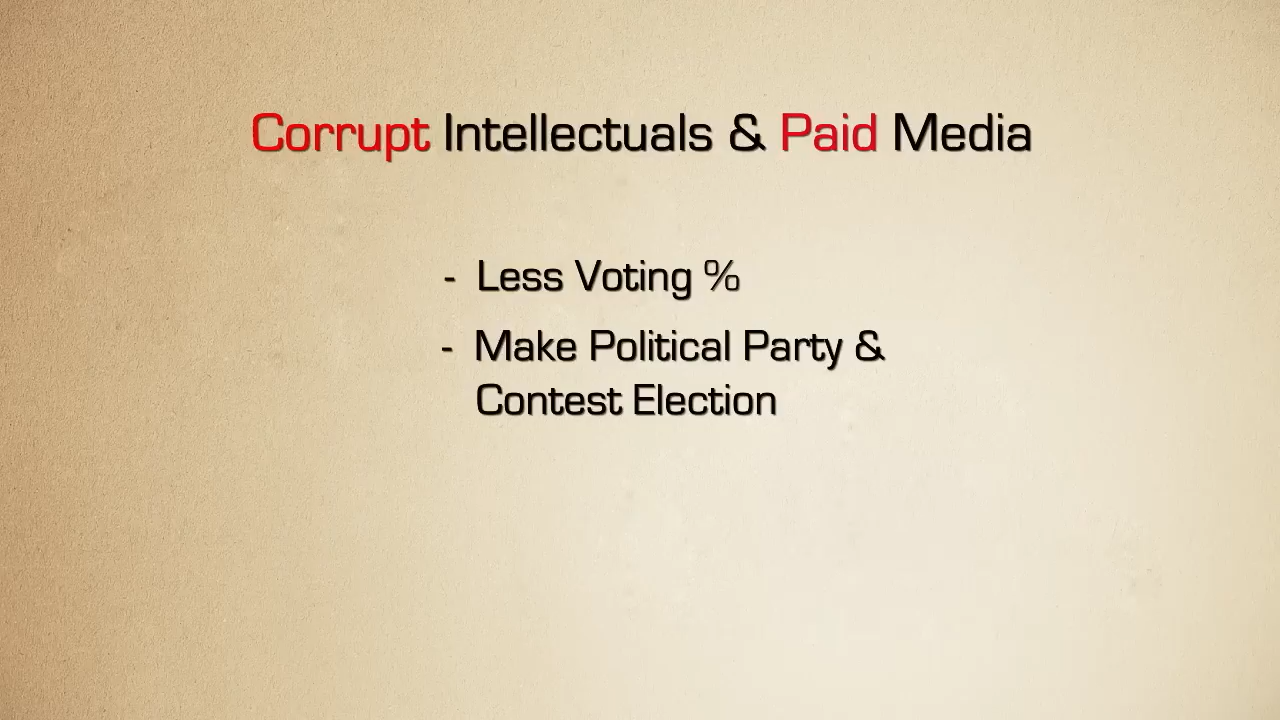 Corrupt Intellectuals & Paid Media
- Less Voting %
- Make Political Party &
Contest Election